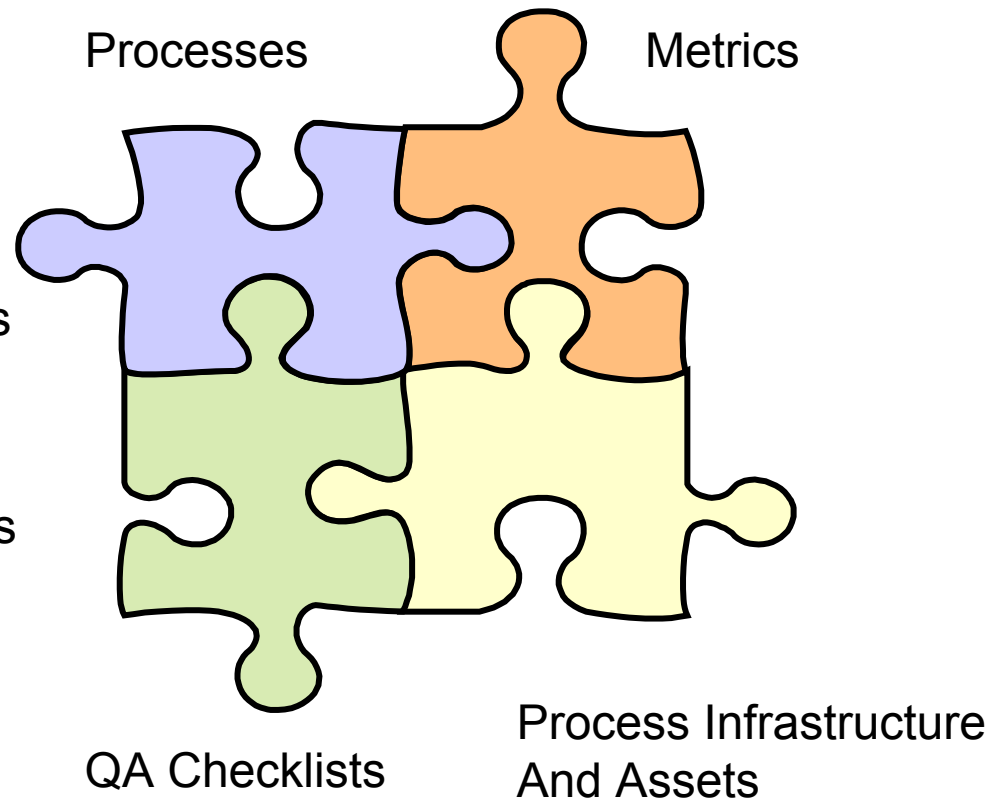 Processes
Metrics
s
s
QA Checklists
Process Infrastructure
And Assets